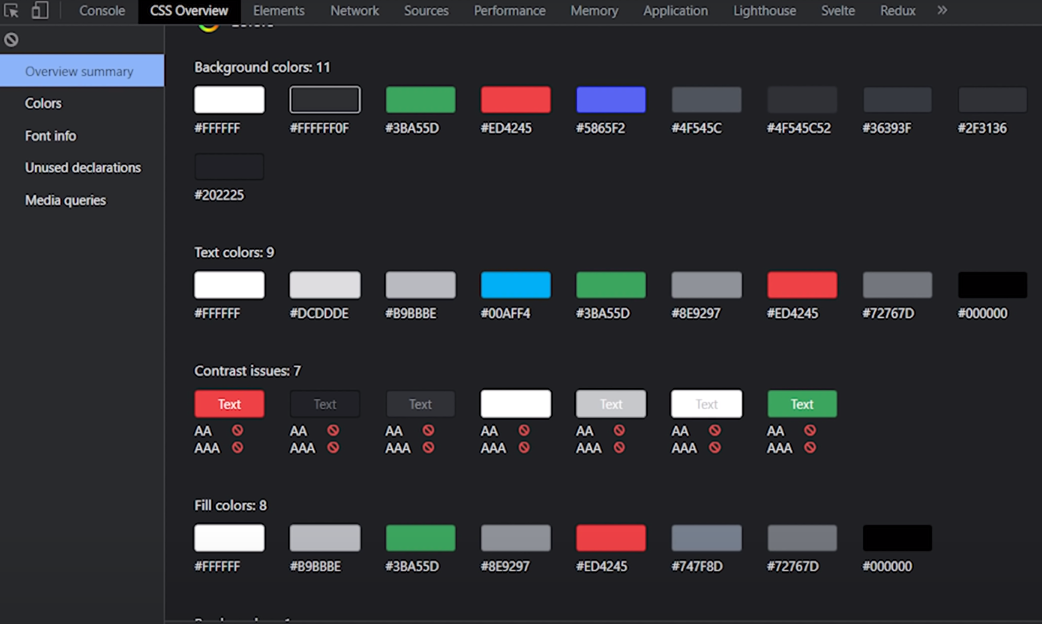 Console CSS Overview Elements Network Sources Performance Memory Application Lighthouse Svelte Redux »
Overview summary
Colors
Font info
Unused declarations
Media queries
Background colors: 11
#FFFFFF #FFFFFF0F #3BA55D #ED4245 #5865F2 #4F545C #4F545C52 #36393F #2F3136
#202225
Text colors: 9
#FFFFFF #DCDDDE #B9BBBE #00AFF4 #3BA55D #8E9297 #ED4245 #72767D #000000
Contrast issues: 7
Text Text Text Text Text Text
AA AA AA AA AA AA AA
AAA AAA AAA AAA AAA AAA AAA
Fill colors: 8
#FFFFFF #B9BBBE #3BA55D #8E9297 #ED4245 #747F8D #72767D #000000